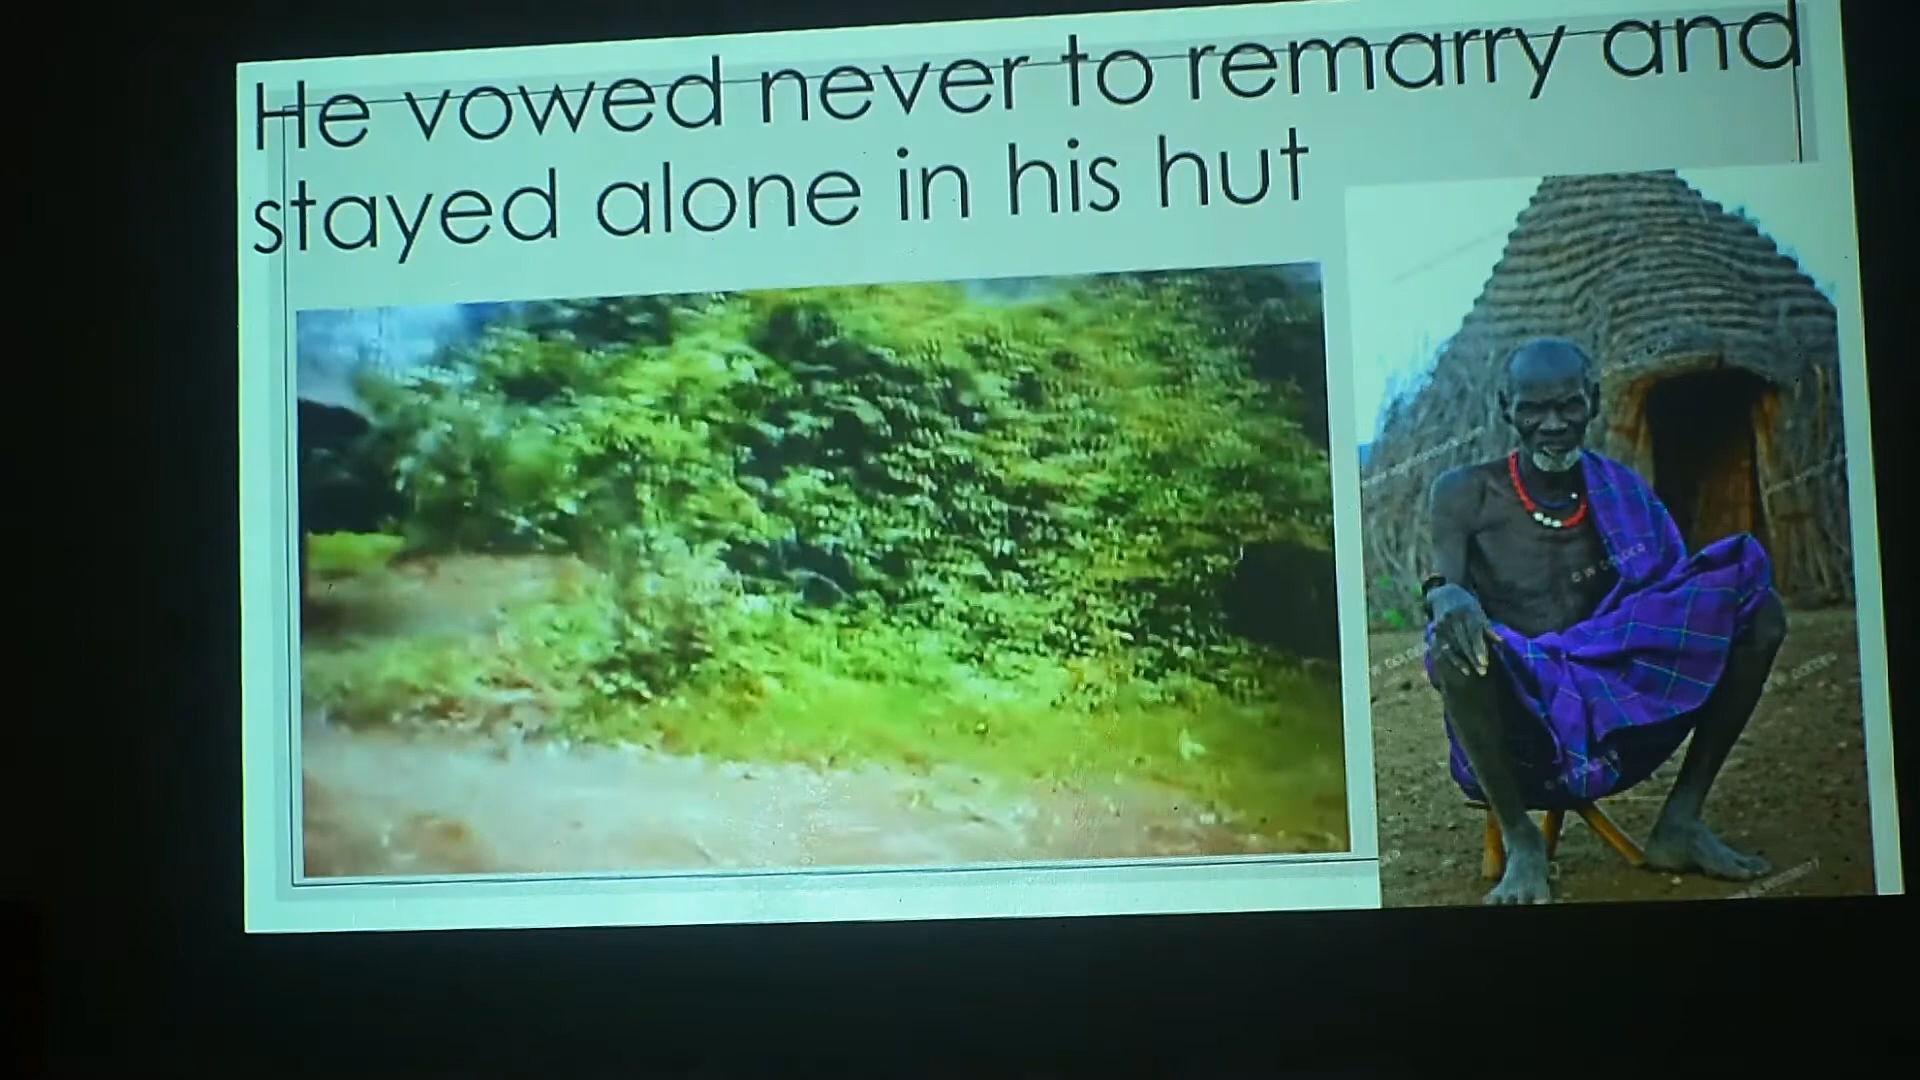 He vowed never to remarry and
stayed alone in his hut